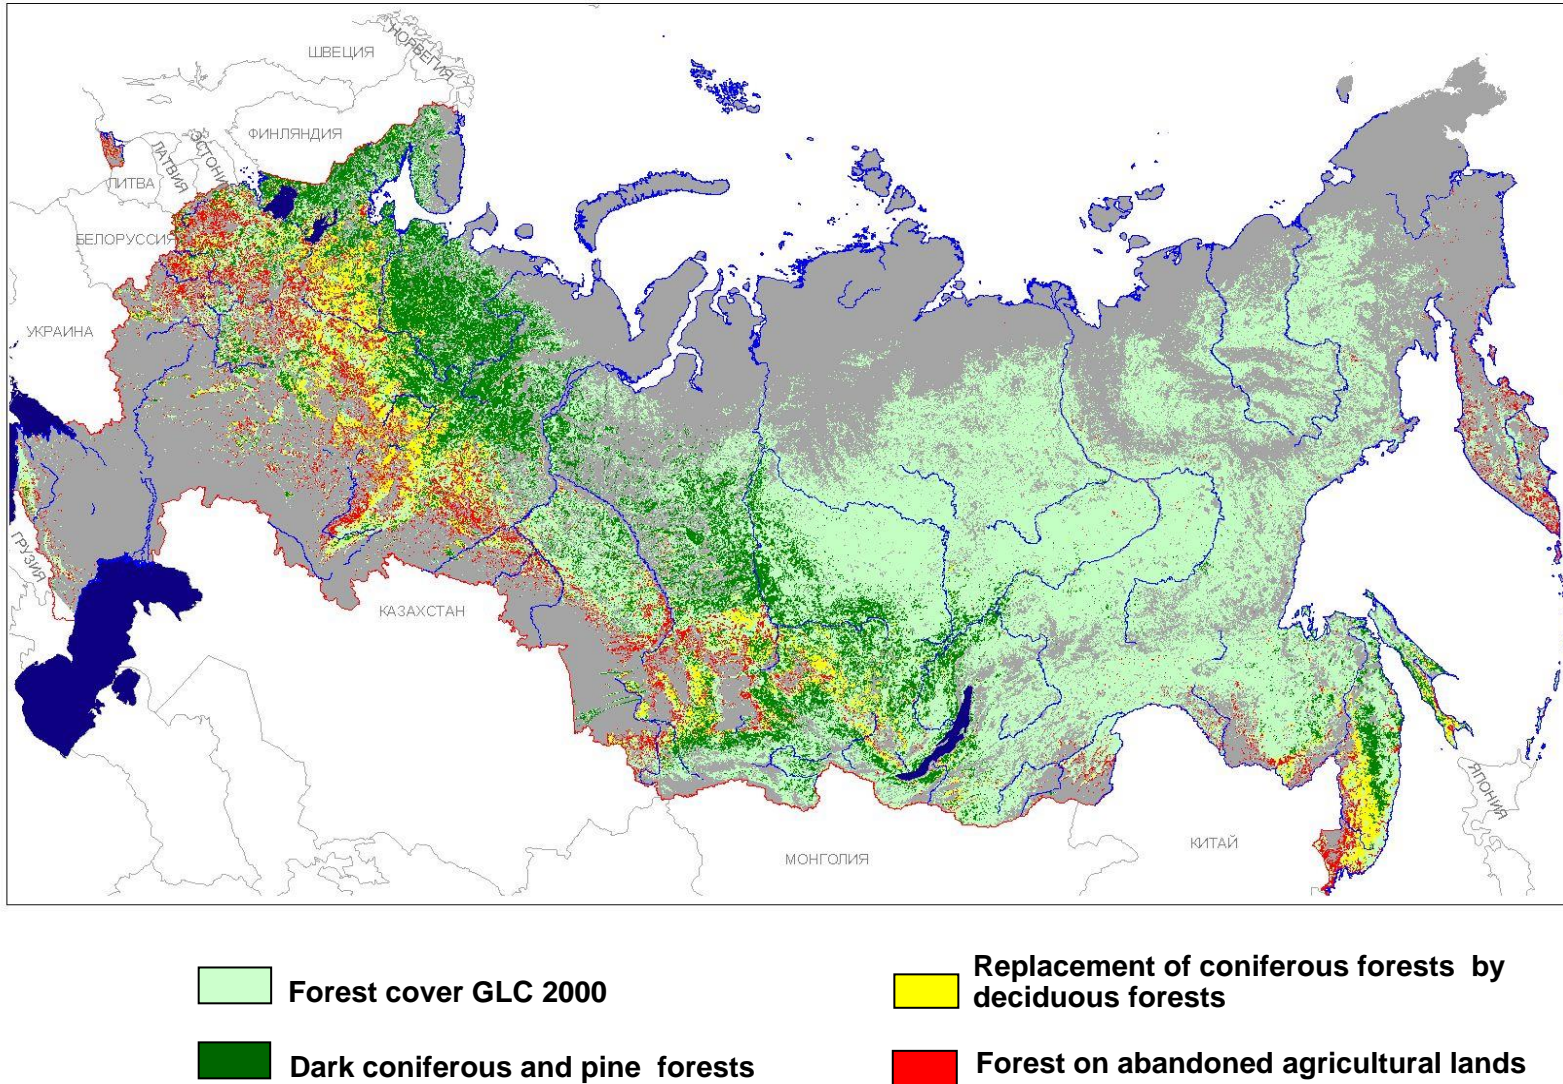 ШВЕЦИЯ
НОРВЕГИЯ
ФИНЛЯНДИЯ
ЭСТОНИ
ЛАТВИЯ
ЛИТВА
БЕЛОРУССИЯ
УКРАИНА
ГРУЗИЯ
КАЗАХСТАН
МОНГОЛИЯ
КИТАЙ
ЯПОНИЯ
Forest cover GLC 2000
Dark coniferous and pine forests
Replacement of coniferous forests by
deciduous forests
Forest on abandoned agricultural lands